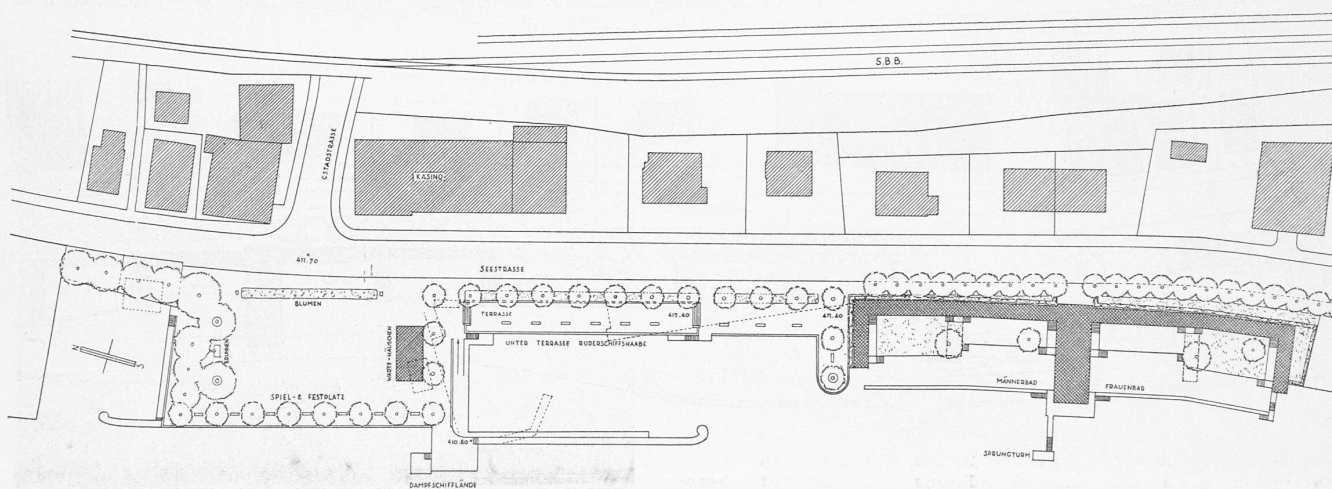 S.B.B.
GSTADSTRASSE
KASINO
411.70
SEESTRASSE
BLUMEN
TERRASSE
412.40
411.40
UNTER TERRASSE RUDERSCHIFFSHAABE
WARTE-HÄUSCHEN
BRUNNEN
N
S
SPIEL- & FESTPLATZ
MÄNNERBAD
FRAUENBAD
410.60
SPRUNGTURM
DAMPFSCHIFFLÄNDE